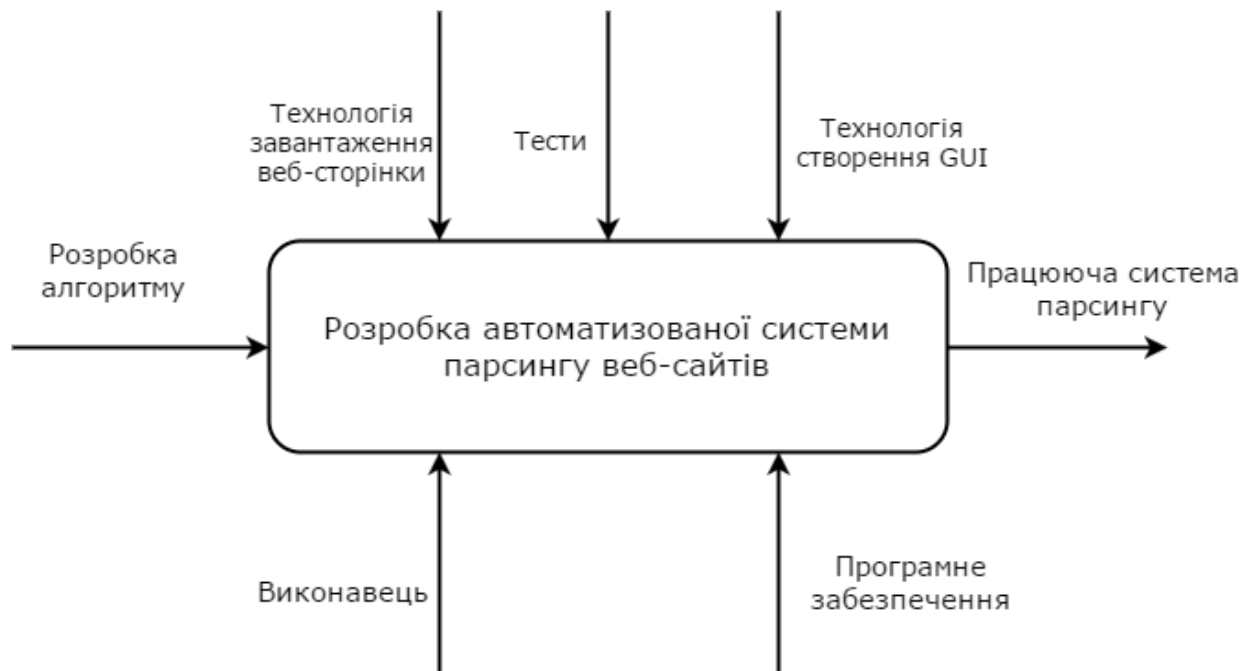 Технологія
завантаження
веб-сторінки
Тести
Технологія
створення GUI
Розробка
алгоритму
Працююча система
парсингу
Розробка автоматизованої системи
парсингу веб-сайтів
Виконавець
Програмне
забезпечення